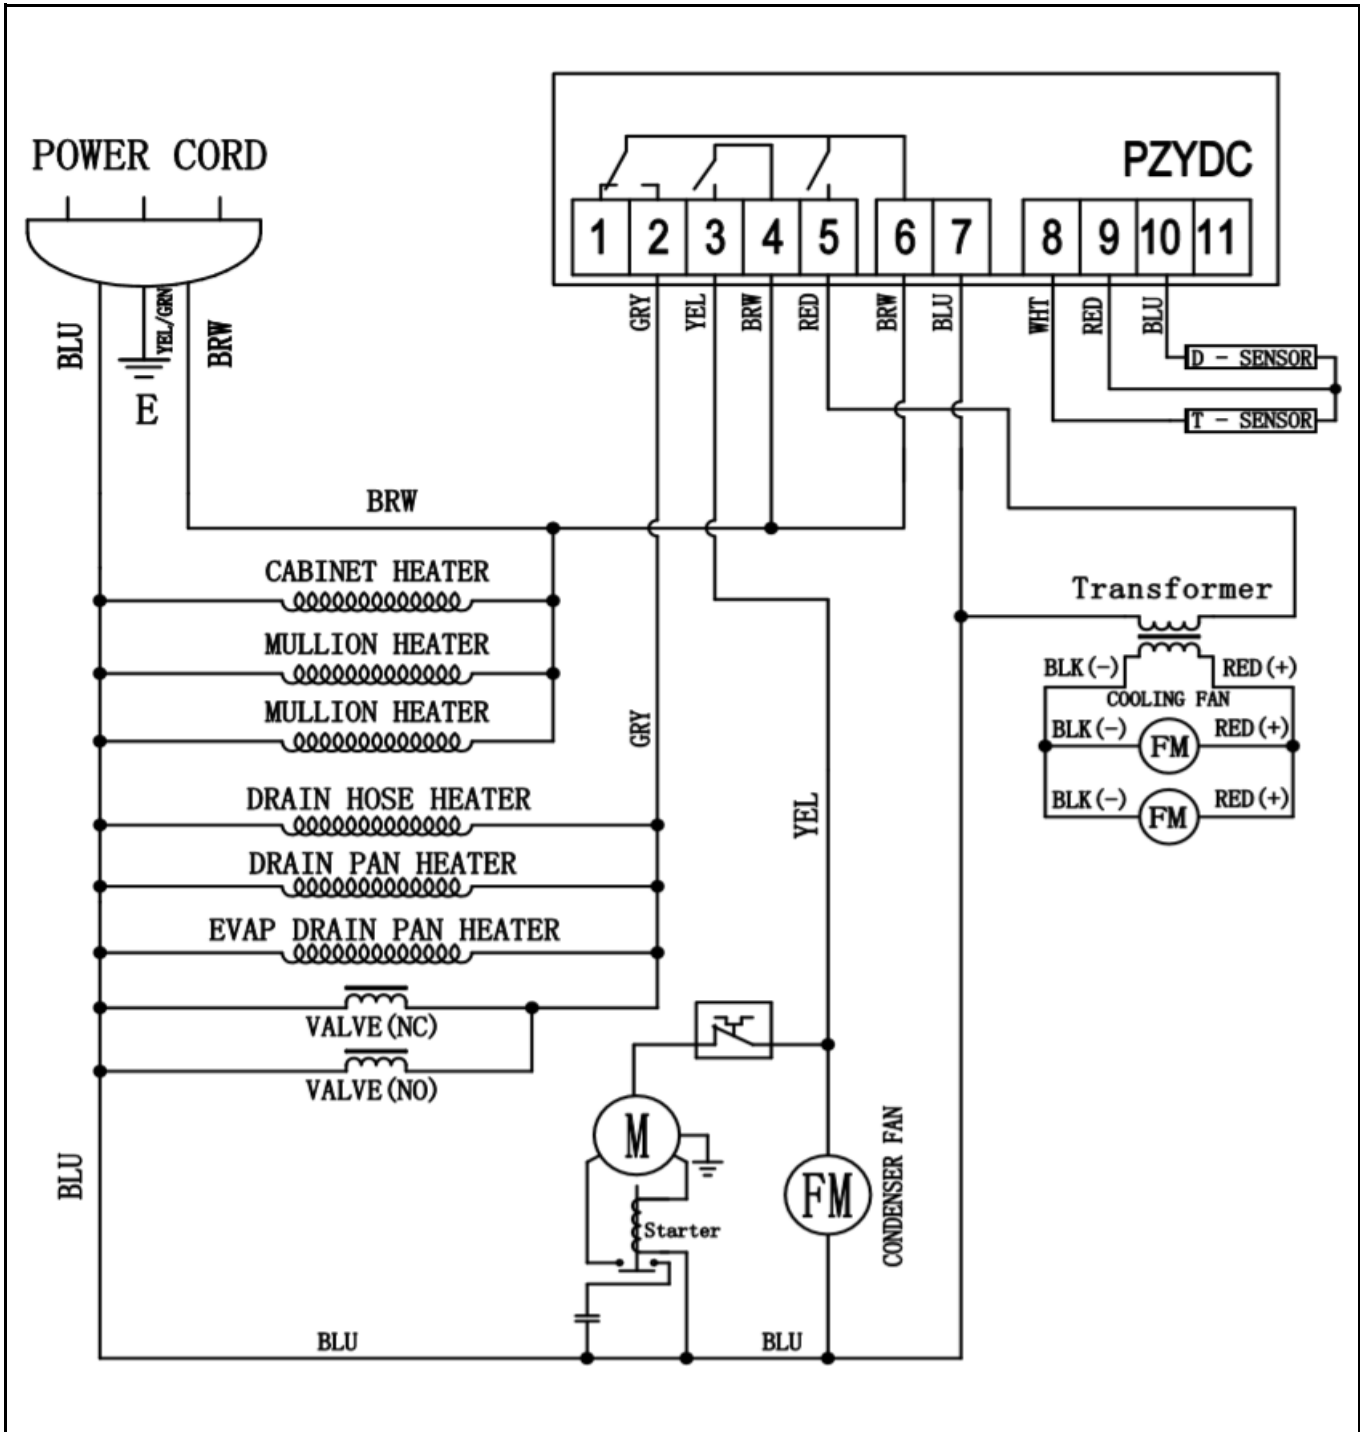 POWER CORD
PZYDC
1 2 3 4 5 6 7 8 9 10 11
BLU
YEL/GRN
BRW
E
GRY
YEL
BRW
RED
BRW
BLU
WHT
RED
BLU
D - SENSOR
T - SENSOR
BRW
CABINET HEATER
MULLION HEATER
MULLION HEATER
GRY
DRAIN HOSE HEATER
DRAIN PAN HEATER
EVAP DRAIN PAN HEATER
VALVE(NC)
VALVE(NO)
YEL
Transformer
BLK(-) RED(+)
COOLING FAN
BLK(-) FM RED(+)
BLK(-) FM RED(+)
BLU
M
Starter
FM
CONDENSER FAN
BLU
BLU